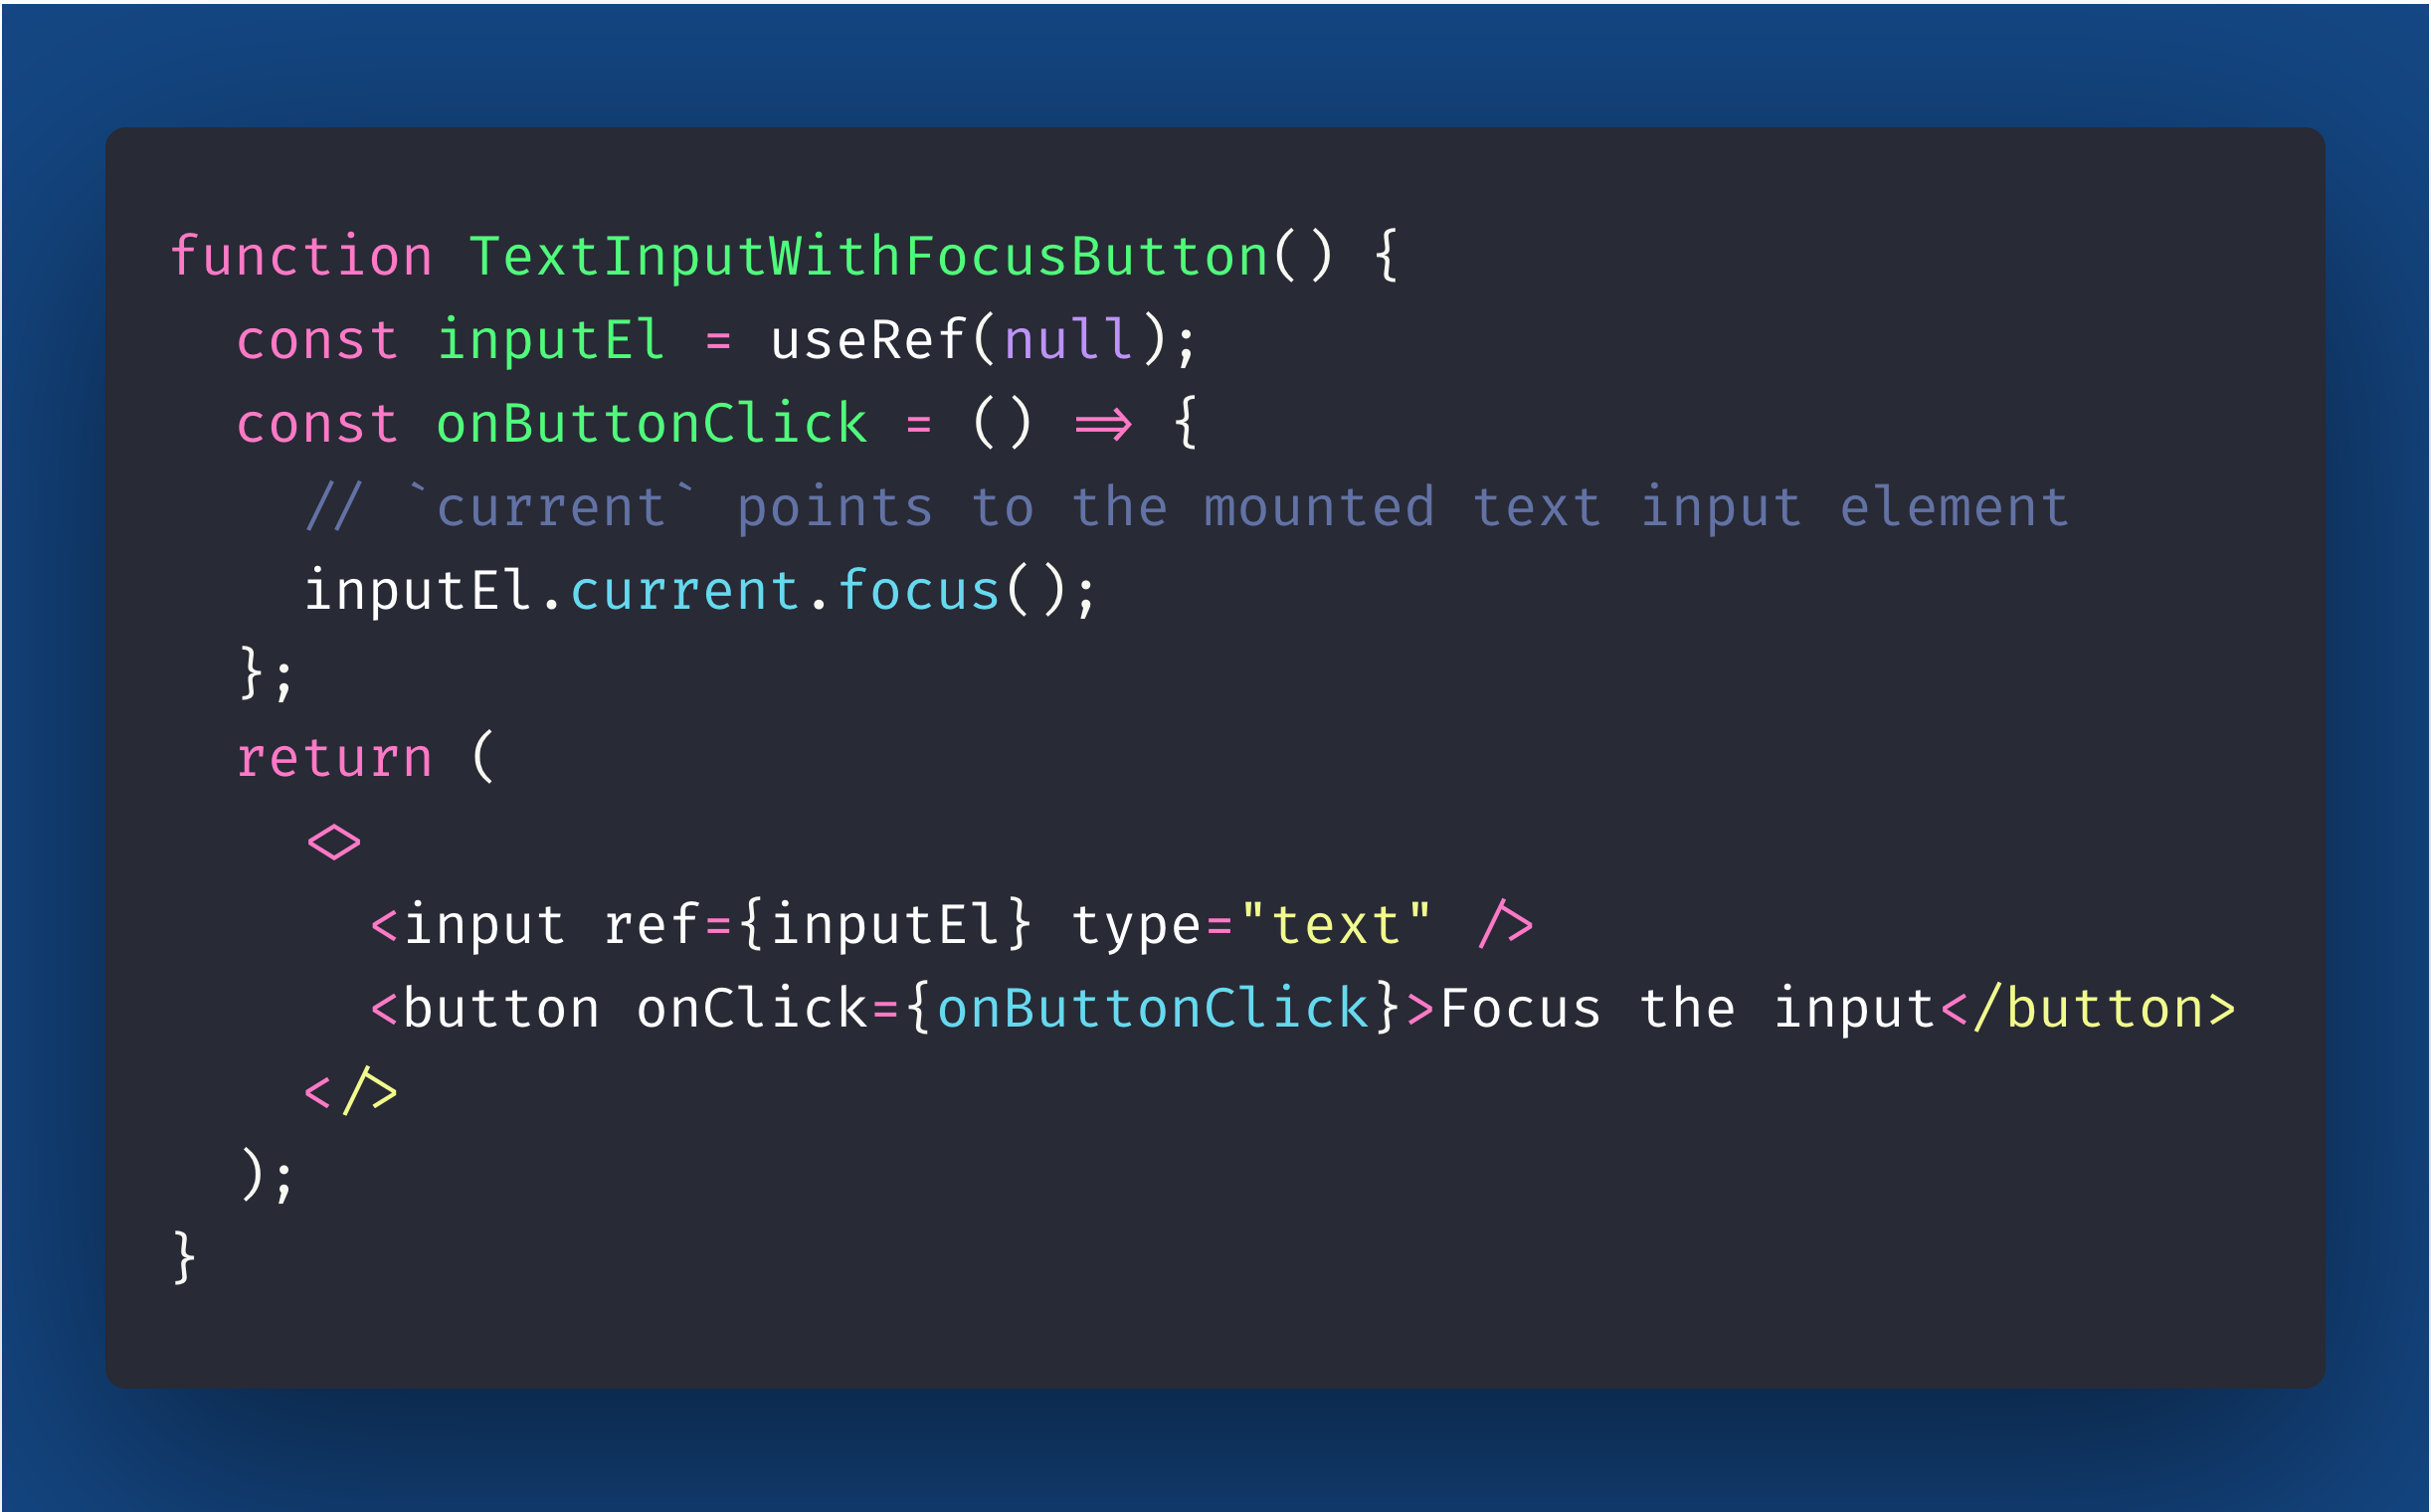 function TextInputWithFocusButton() {
  const inputEl = useRef(null);
  const onButtonClick = () => {
    // `current` points to the mounted text input element
    inputEl.current.focus();
  };
  return (
    <>
      <input ref={inputEl} type="text" />
      <button onClick={onButtonClick}>Focus the input</button>
    </>
  );
}